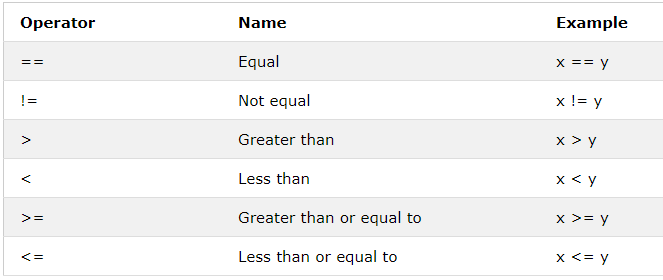 Operator Name Example
== Equal x == y
!= Not equal x != y
> Greater than x > y
< Less than x < y
>= Greater than or equal to x >= y
<= Less than or equal to x <= y